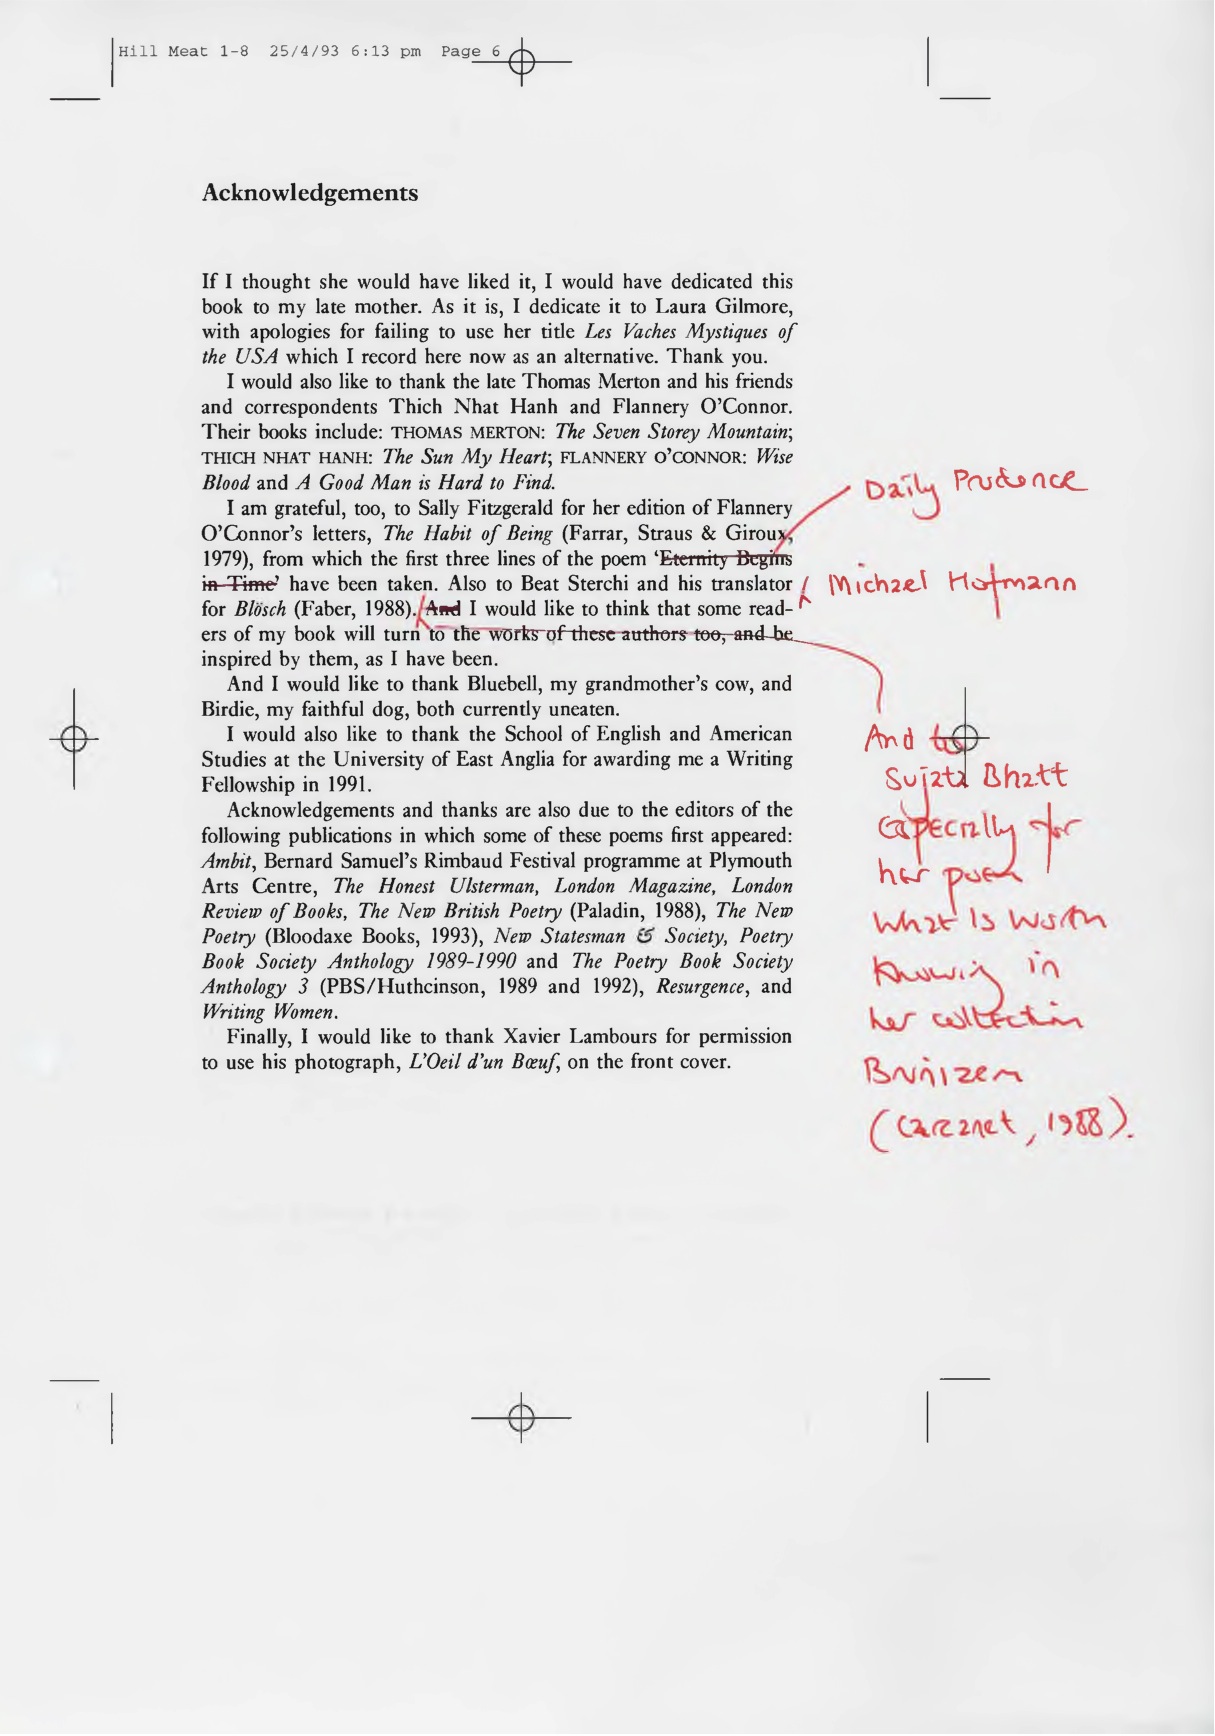 Hill Meat 1-8 25/4/93 6:13 pm Page 6
Acknowledgements
If I thought she would have liked it, I would have dedicated this
book to my late mother. As it is, I dedicate it to Laura Gilmore,
with apologies for failing to use her title Les Vaches Mystiques of
the USA which I record here now as an alternative. Thank you.
I would also like to thank the late Thomas Merton and his friends
and correspondents Thich Nhat Hanh and Flannery O'Connor.
Their books include: THOMAS MERTON: The Seven Storey Mountain;
THICH NHAT HANH: The Sun My Heart; FLANNERY O'CONNOR: Wise
Blood and A Good Man is Hard to Find.
I am grateful, too, to Sally Fitzgerald for her edition of Flannery
O'Connor's letters, The Habit of Being (Farrar, Straus & Giroux,
1979), from which the first three lines of the poem 'Eternity Begins
in Time' have been taken. Also to Beat Sterchi and his translator
for Blösch (Faber, 1988). And I would like to think that some read-
ers of my book will turn to the works of these authors too, and be
inspired by them, as I have been.
And I would like to thank Bluebell, my grandmother's cow, and
Birdie, my faithful dog, both currently uneaten.
I would also like to thank the School of English and American
Studies at the University of East Anglia for awarding me a Writing
Fellowship in 1991.
Acknowledgements and thanks are also due to the editors of the
following publications in which some of these poems first appeared:
Ambit, Bernard Samuel's Rimbaud Festival programme at Plymouth
Arts Centre, The Honest Ulsterman, London Magazine, London
Review of Books, The New British Poetry (Paladin, 1988), The New
Poetry (Bloodaxe Books, 1993), New Statesman & Society, Poetry
Book Society Anthology 1989-1990 and The Poetry Book Society
Anthology 3 (PBS/Huthcinson, 1989 and 1992), Resurgence, and
Writing Women.
Finally, I would like to thank Xavier Lambours for permission
to use his photograph, L'Oeil d'un Bœuf, on the front cover.
Daily Prudence
Michael Hofmann
And to
Sujata Bhatt
especially for
her poem
What Is Worth
Knowing in
her collection
Brunizem
(Carcanet, 1988).